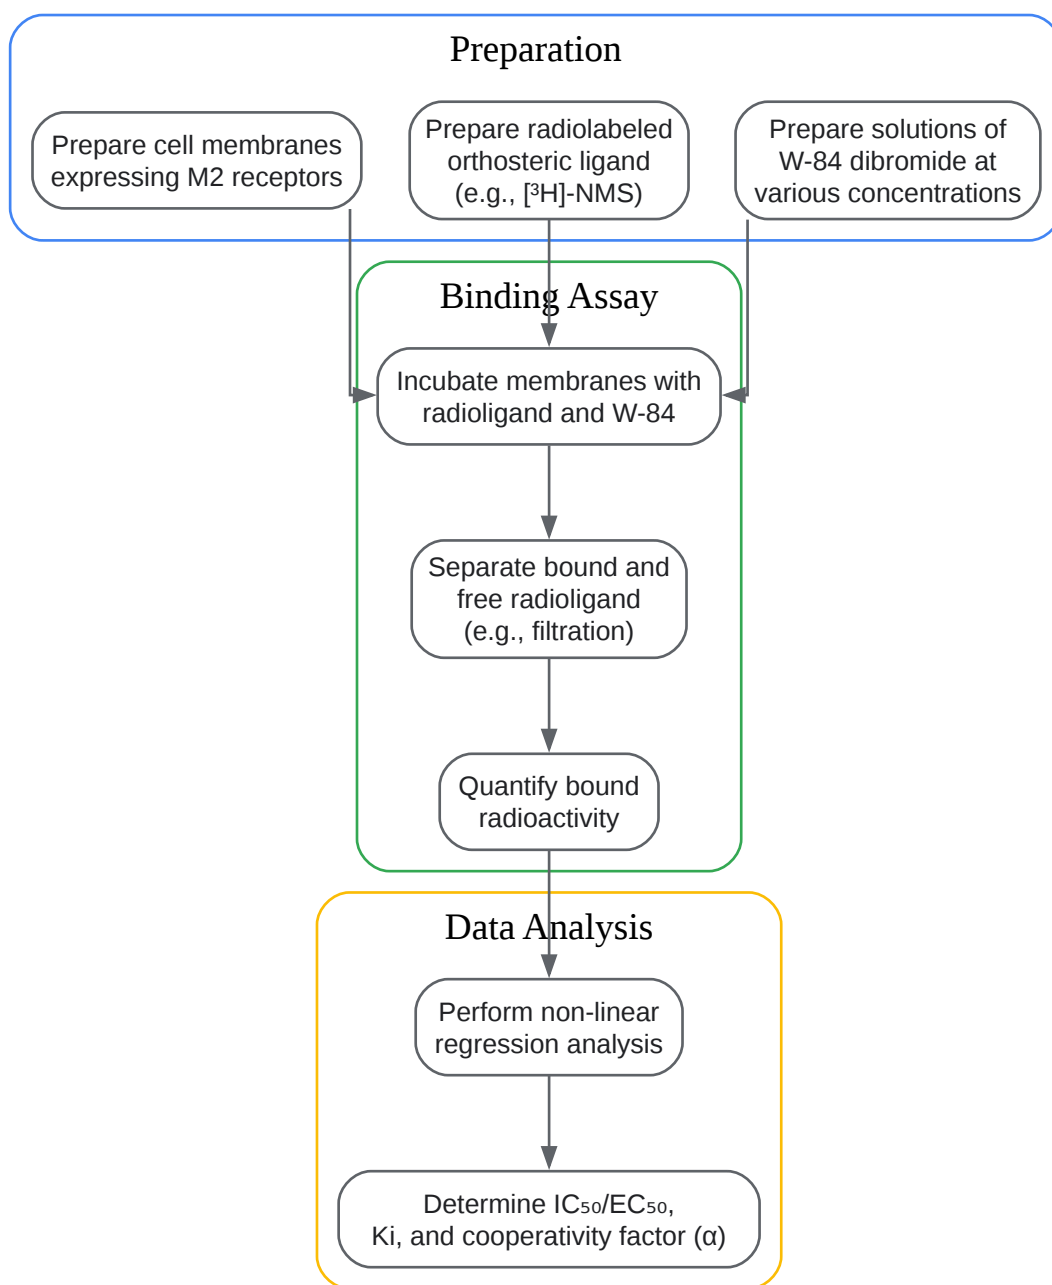 Preparation
Prepare cell membranes
expressing M2 receptors
Prepare radiolabeled
orthosteric ligand
(e.g., [³H]-NMS)
Prepare solutions of
W-84 dibromide at
various concentrations
Binding Assay
Incubate membranes with
radioligand and W-84
Separate bound and
free radioligand
(e.g., filtration)
Quantify bound
radioactivity
Data Analysis
Perform non-linear
regression analysis
Determine IC₅₀/EC₅₀,
Ki, and cooperativity factor (α)